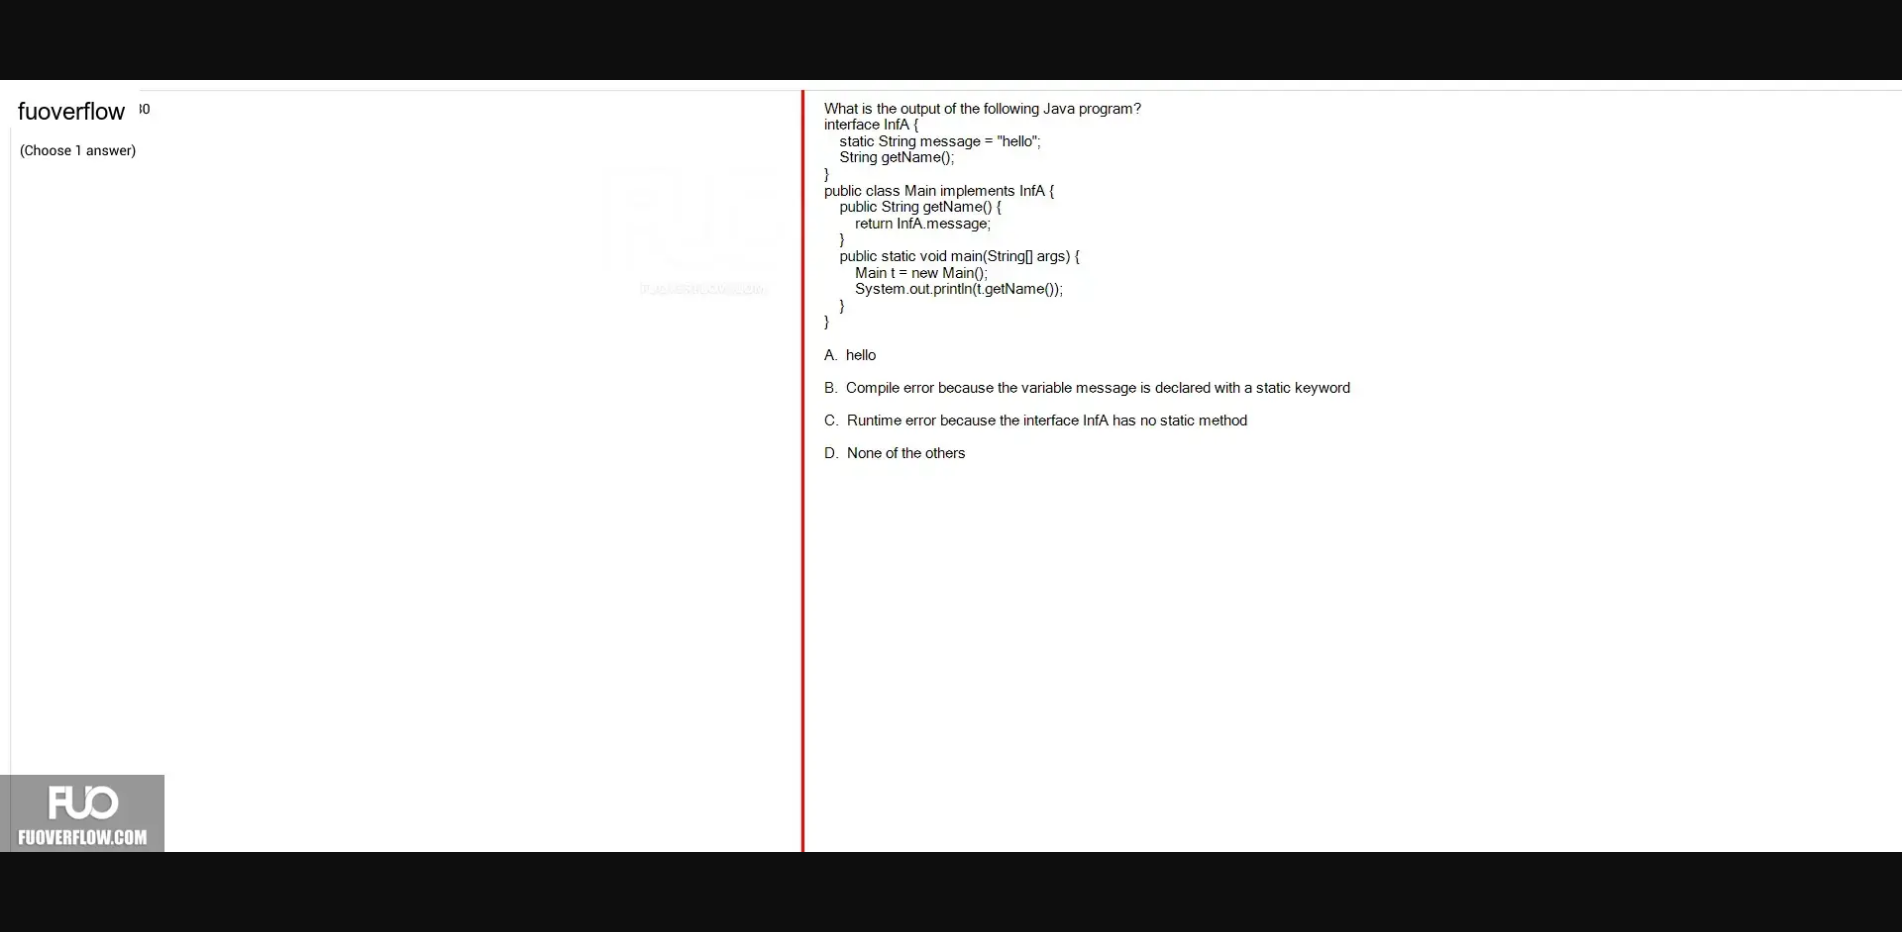 fuoverflow
30
(Choose 1 answer)
What is the output of the following Java program?
interface InfA {
static String message = "hello";
String getName();
}
public class Main implements InfA {
public String getName() {
return InfA.message;
}
public static void main(String[] args) {
Main t = new Main();
System.out.println(t.getName());
}
}
A. hello
B. Compile error because the variable message is declared with a static keyword
C. Runtime error because the interface InfA has no static method
D. None of the others
FUOVERFLOW.COM
FUO
FUOVERFLOW.COM